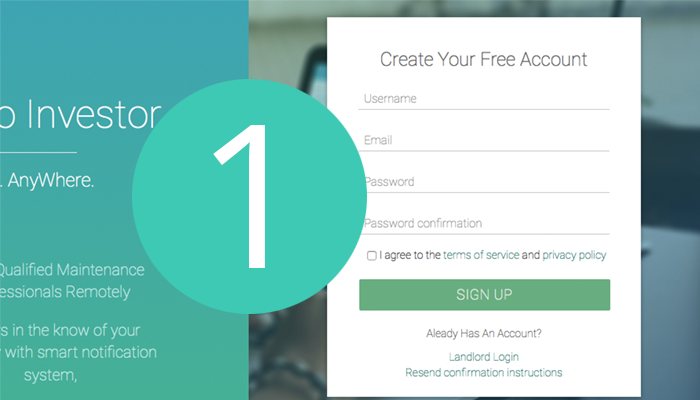 o Investor
. AnyWhere.
Qualified Maintenance
essionals Remotely
s in the know of your
with smart notification
system,
1
Create Your Free Account
Username
Email
Password
Password confirmation
I agree to the terms of service and privacy policy
SIGN UP
Aleady Has An Account?
Landlord Login
Resend confirmation instructions